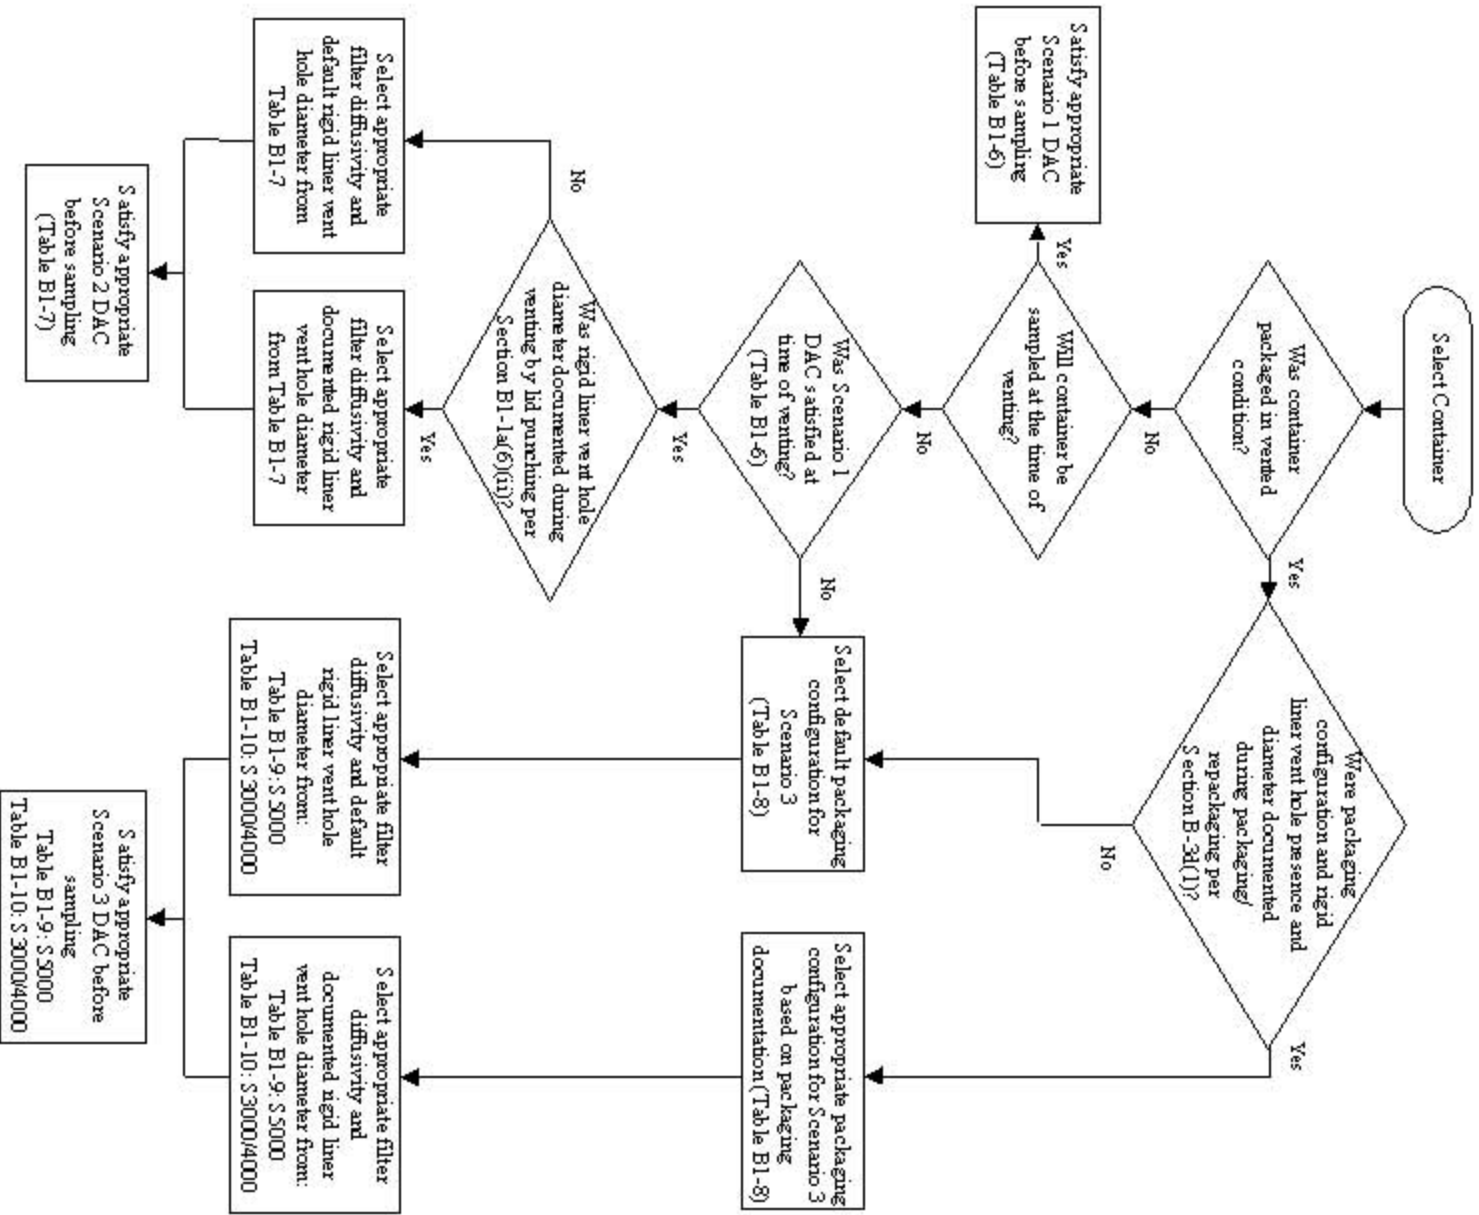 Select Container
Was container
packaged in vented
condition?
Yes
No
Were packaging
configuration and rigid
liner vent hole presence and
diameter documented
during packaging/
repackaging per
Section B-3d(1)?
Yes
No
Will container be
sampled at the time of
venting?
Yes
No
Satisfy appropriate
Scenario 1 DAC
before sampling
(Table B1-6)
Was Scenario 1
DAC satisfied at
time of venting?
(Table B1-6)
No
Yes
Select default packaging
configuration for
Scenario 3
(Table B1-8)
Select appropriate packaging
configuration for Scenario 3
based on packaging
documentation (Table B1-8)
Was rigid liner vent hole
diameter documented during
venting by lid punching per
Section B1-1a(6)(ii)?
No
Yes
Select appropriate
filter diffusivity and
default rigid liner vent
hole diameter from
Table B1-7
Select appropriate
filter diffusivity and
documented rigid liner
vent hole diameter
from Table B1-7
Select appropriate filter
diffusivity and default
rigid liner vent hole
diameter from:
Table B1-9: S5000
Table B1-10: S3000/4000
Select appropriate filter
diffusivity and
documented rigid liner
vent hole diameter from:
Table B1-9: S5000
Table B1-10: S3000/4000
Satisfy appropriate
Scenario 2 DAC
before sampling
(Table B1-7)
Satisfy appropriate
Scenario 3 DAC before
sampling
Table B1-9: S5000
Table B1-10: S3000/4000